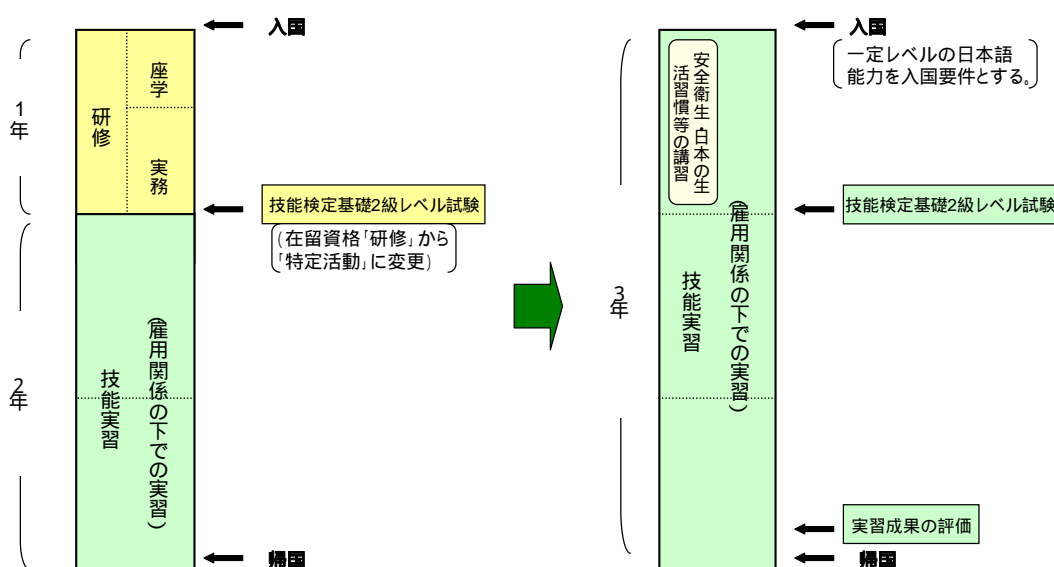 入国
1年
研修
座学
実務
技能検定基礎2級レベル試験
(在留資格「研修」から
「特定活動」に変更)
2年
技能実習
(雇用関係の下での実習)
帰国
入国
一定レベルの日本語
能力を入国要件とする。
安全衛生・日本の生
活習慣等の講習
技能検定基礎2級レベル試験
3年
技能実習
(雇用関係の下での実習)
実習成果の評価
帰国